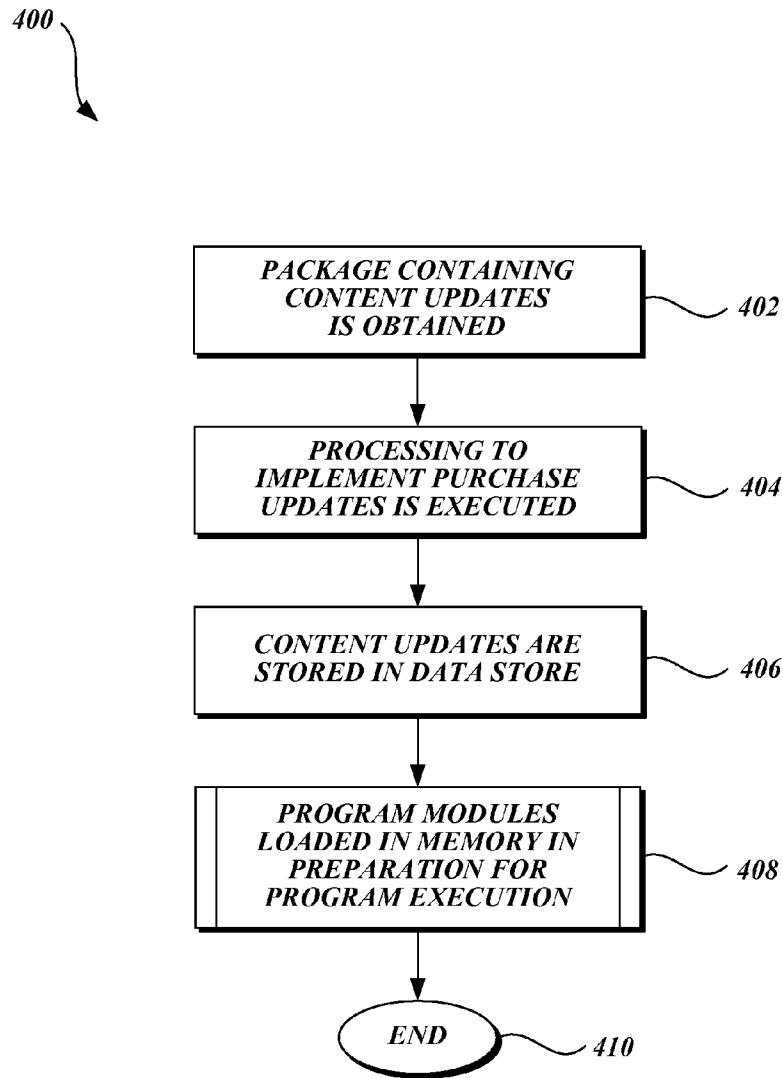 400
PACKAGE CONTAINING
CONTENT UPDATES
IS OBTAINED
402
PROCESSING TO
IMPLEMENT PURCHASE
UPDATES IS EXECUTED
404
CONTENT UPDATES ARE
STORED IN DATA STORE
406
PROGRAM MODULES
LOADED IN MEMORY IN
PREPARATION FOR
PROGRAM EXECUTION
408
END
410